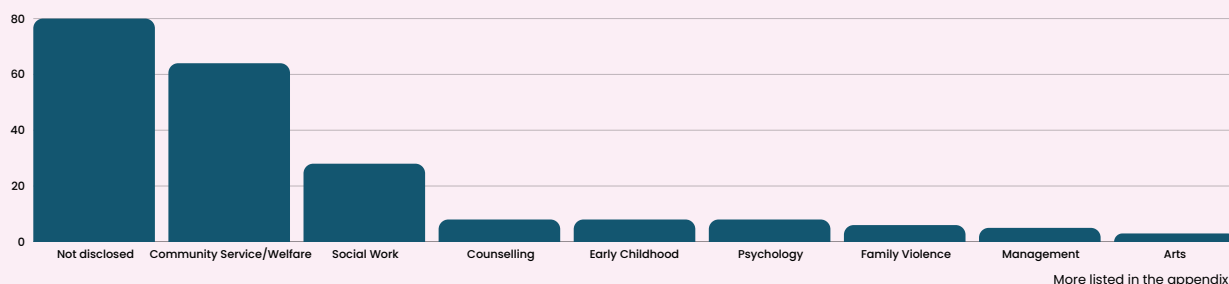 80
60
40
20
0
Not disclosed Community Service/Welfare Social Work Counselling Early Childhood Psychology Family Violence Management Arts
More listed in the appendix